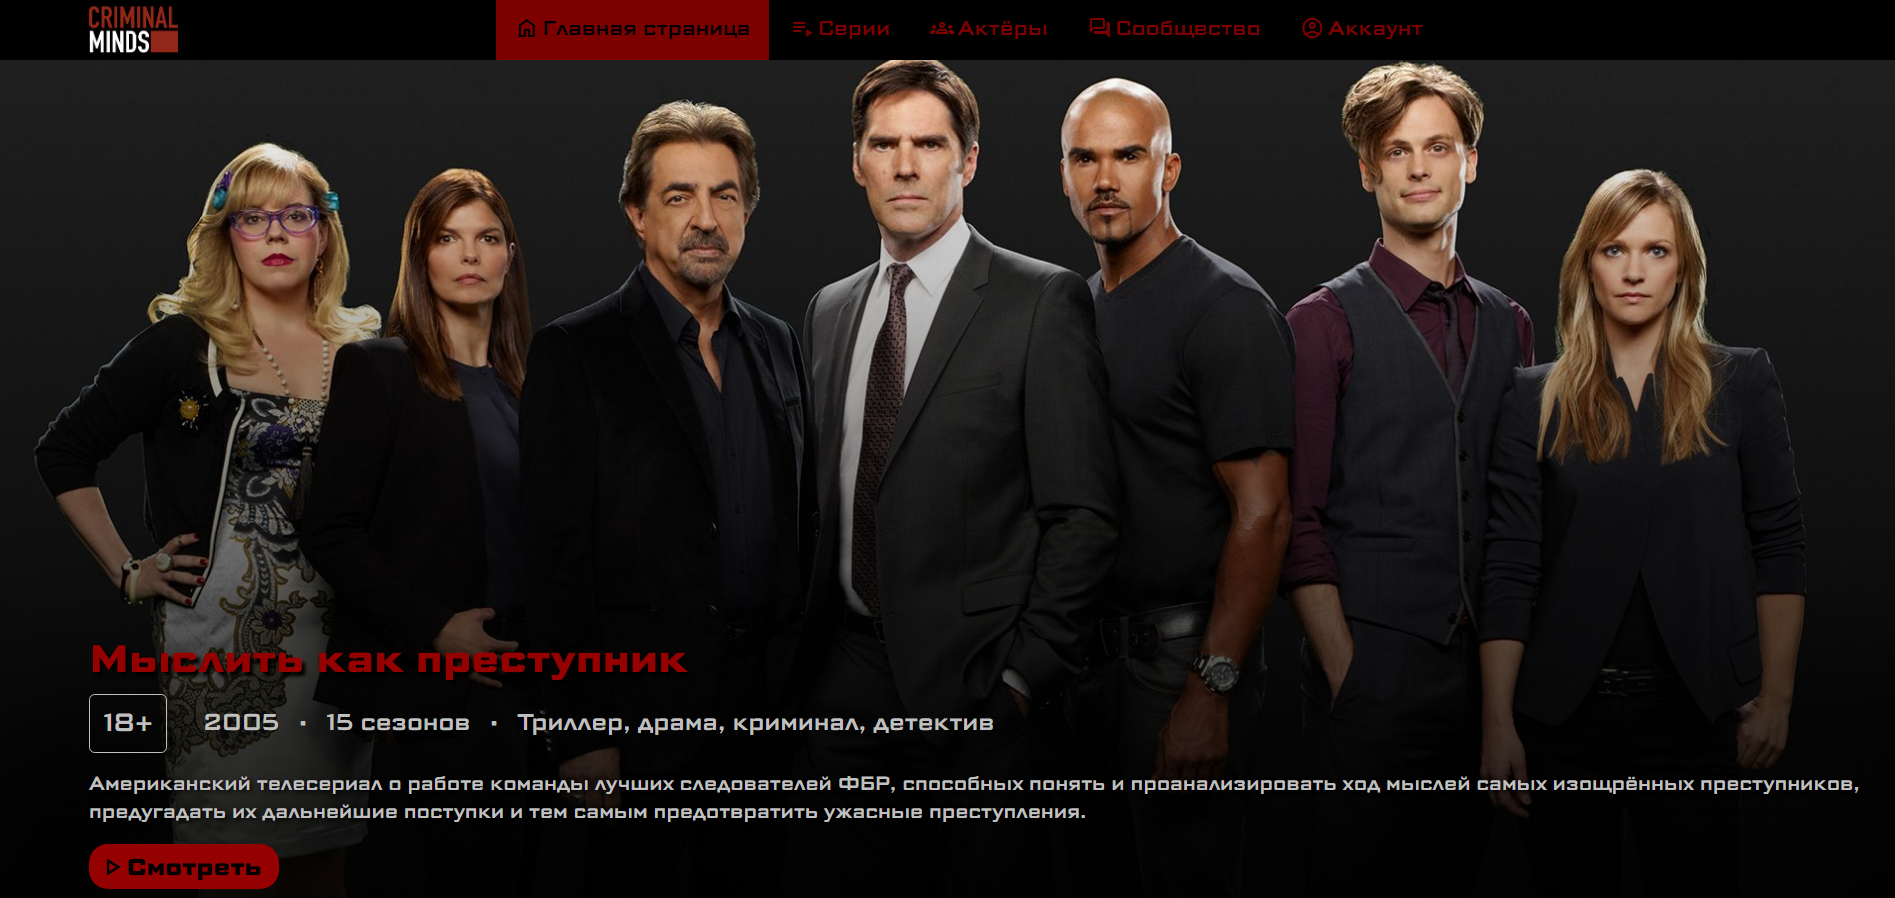 CRIMINAL
MINDS
Главная страница
Серии
Актёры
Сообщество
Аккаунт
Мыслить как преступник
18+ 2005 · 15 сезонов · Триллер, драма, криминал, детектив
Американский телесериал о работе команды лучших следователей ФБР, способных понять и проанализировать ход мыслей самых изощрённых преступников,
предугадать их дальнейшие поступки и тем самым предотвратить ужасные преступления.
Смотреть